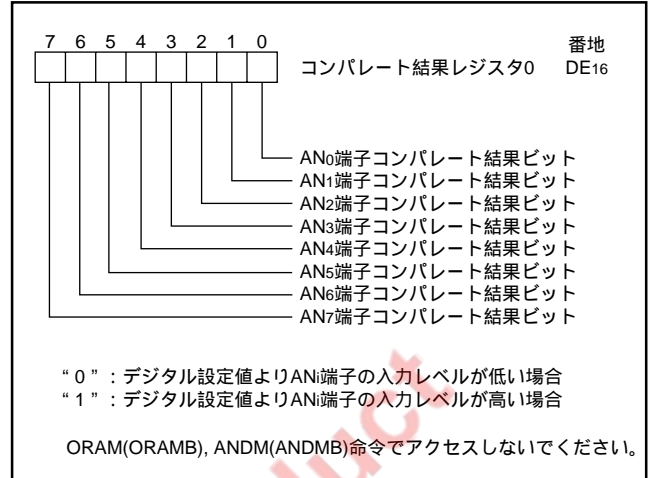 7 6 5 4 3 2 1 0 番地
コンパレート結果レジスタ0 DE16
AN0端子コンパレート結果ビット
AN1端子コンパレート結果ビット
AN2端子コンパレート結果ビット
AN3端子コンパレート結果ビット
AN4端子コンパレート結果ビット
AN5端子コンパレート結果ビット
AN6端子コンパレート結果ビット
AN7端子コンパレート結果ビット
“ 0 ” : デジタル設定値よりANi端子の入力レベルが低い場合
“ 1 ” : デジタル設定値よりANi端子の入力レベルが高い場合
ORAM(ORAMB), ANDM(ANDMB)命令でアクセスしないでください。